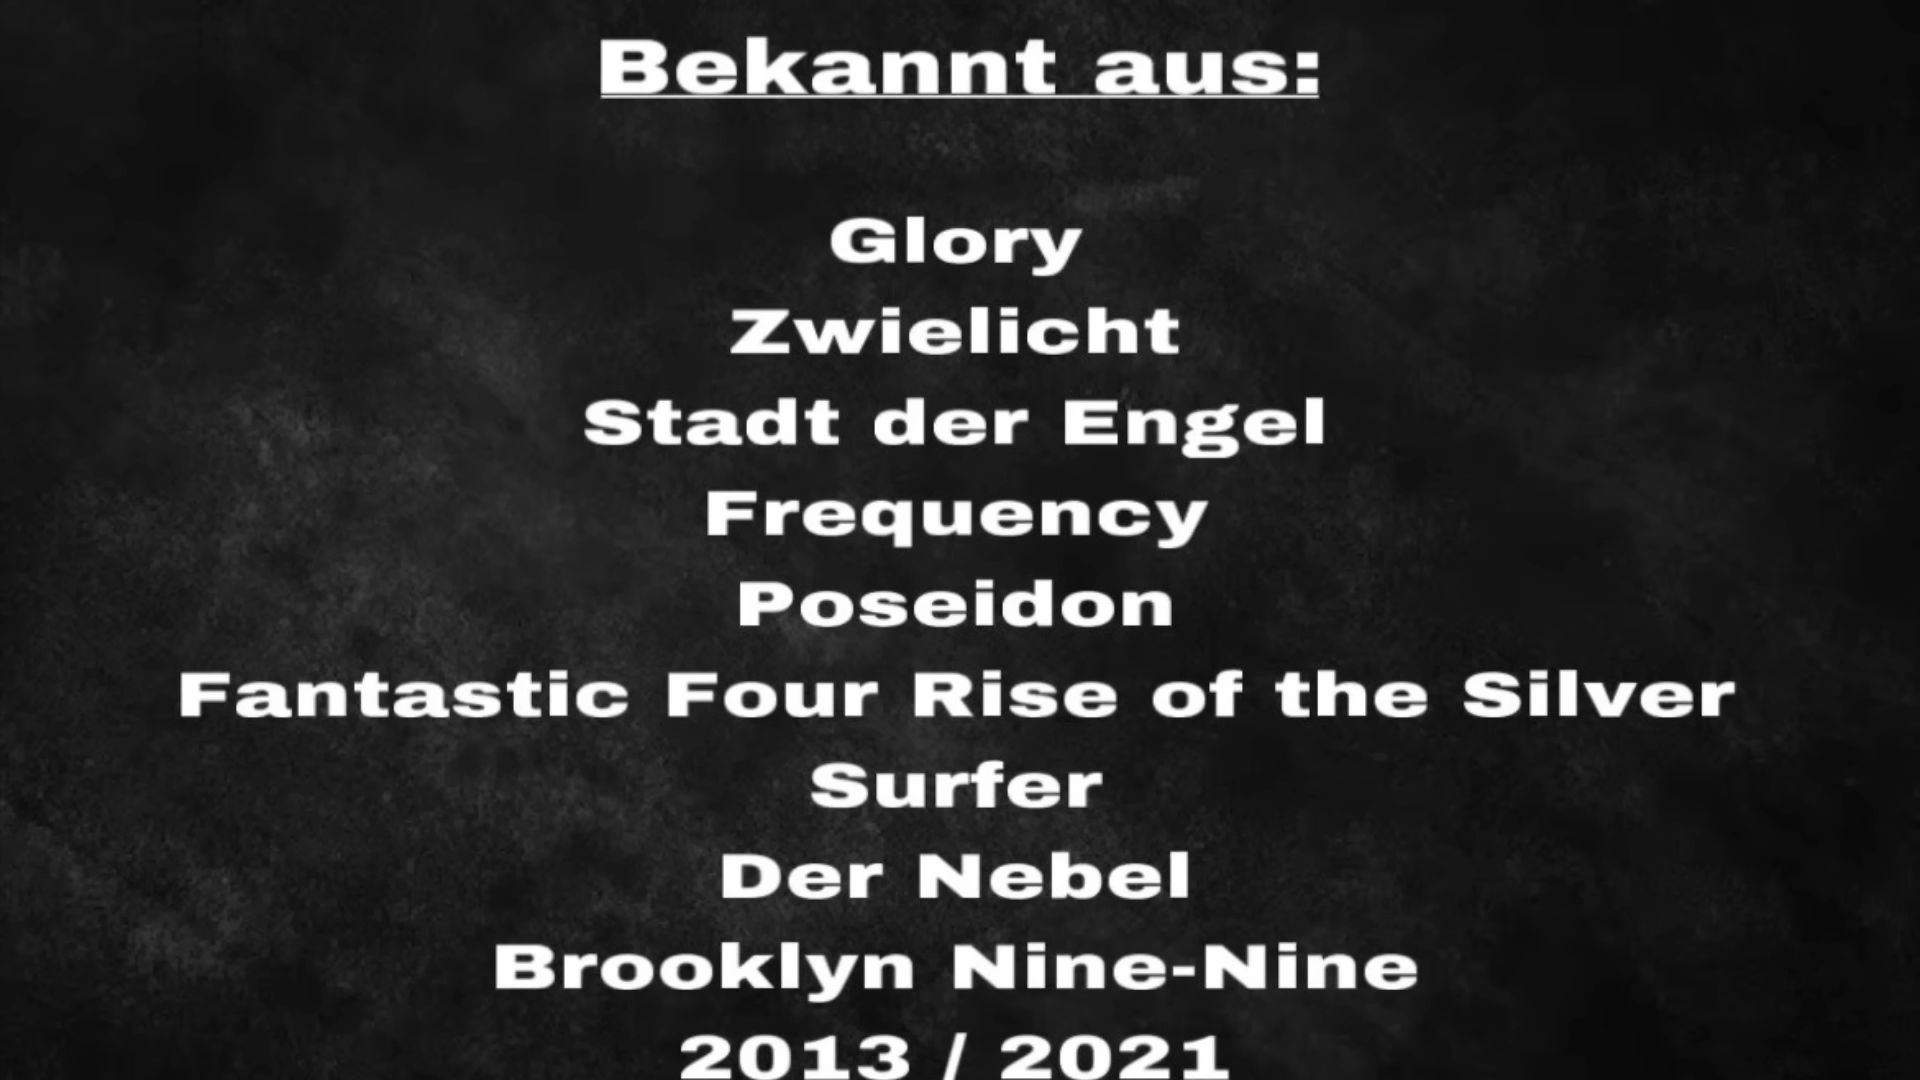 Bekannt aus:
Glory
Zwielicht
Stadt der Engel
Frequency
Poseidon
Fantastic Four Rise of the Silver
Surfer
Der Nebel
Brooklyn Nine-Nine
2013 / 2021